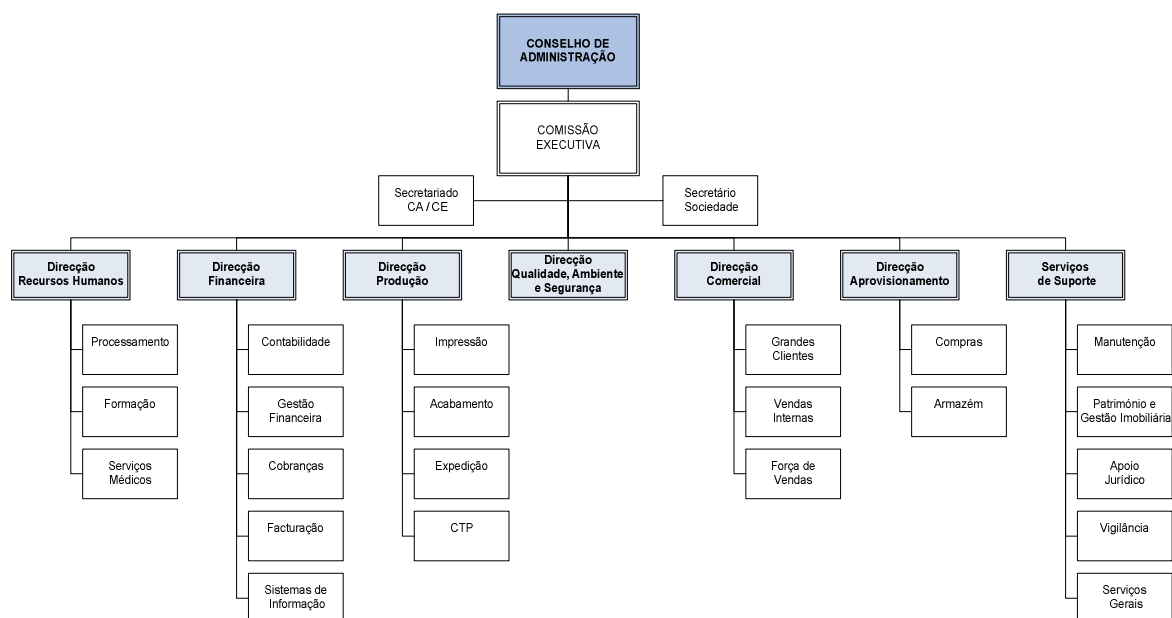 CONSELHO DE
ADMINISTRAÇÃO
COMISSÃO
EXECUTIVA
Secretariado
CA / CE
Secretário
Sociedade
Direcção
Recursos Humanos
Direcção
Financeira
Direcção
Produção
Direcção
Qualidade, Ambiente
e Segurança
Direcção
Comercial
Direcção
Aprovisionamento
Serviços
de Suporte
Processamento
Formação
Serviços
Médicos
Contabilidade
Gestão
Financeira
Cobranças
Facturação
Sistemas de
Informação
Impressão
Acabamento
Expedição
CTP
Grandes
Clientes
Vendas
Internas
Força de
Vendas
Compras
Armazém
Manutenção
Património e
Gestão Imobiliária
Apoio
Jurídico
Vigilância
Serviços
Gerais